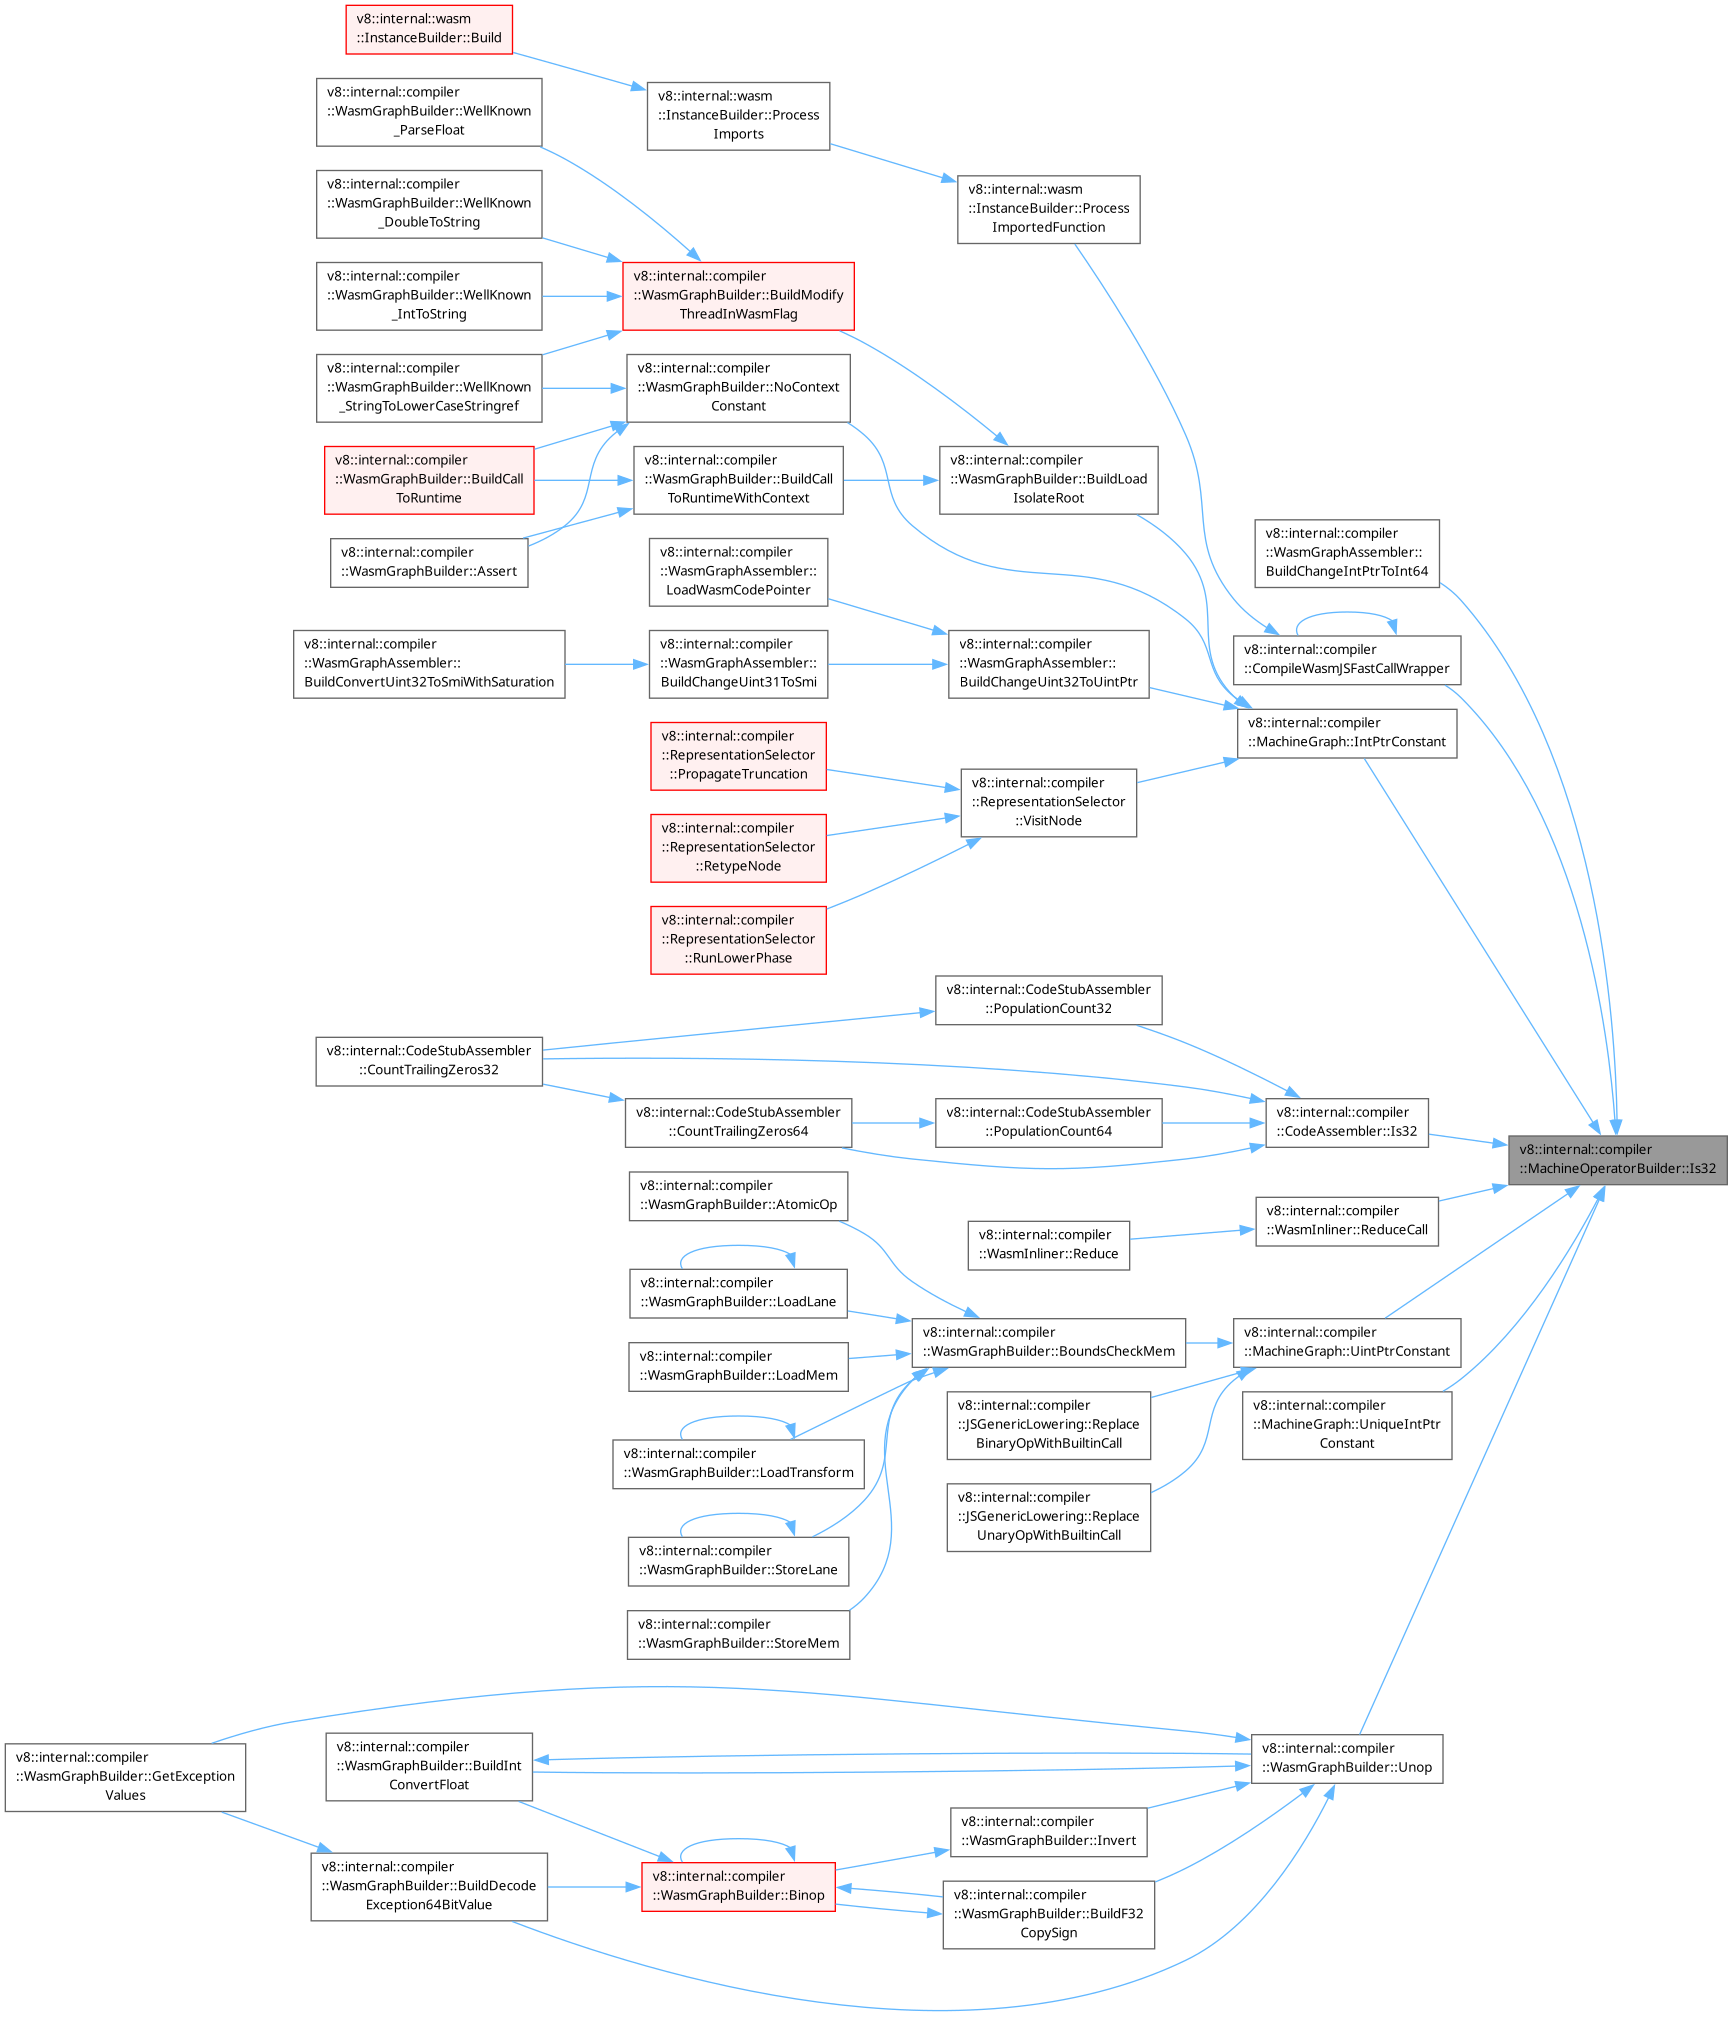 v8::internal::wasm
::InstanceBuilder::Build
v8::internal::compiler
::WasmGraphBuilder::WellKnown
_ParseFloat
v8::internal::wasm
::InstanceBuilder::Process
Imports
v8::internal::compiler
::WasmGraphBuilder::WellKnown
_DoubleToString
v8::internal::wasm
::InstanceBuilder::Process
ImportedFunction
v8::internal::compiler
::WasmGraphBuilder::WellKnown
_IntToString
v8::internal::compiler
::WasmGraphBuilder::BuildModify
ThreadInWasmFlag
v8::internal::compiler
::WasmGraphBuilder::WellKnown
_StringToLowerCaseStringref
v8::internal::compiler
::WasmGraphBuilder::NoContext
Constant
v8::internal::compiler
::WasmGraphBuilder::BuildCall
ToRuntime
v8::internal::compiler
::WasmGraphBuilder::BuildCall
ToRuntimeWithContext
v8::internal::compiler
::WasmGraphBuilder::BuildLoad
IsolateRoot
v8::internal::compiler
::WasmGraphBuilder::Assert
v8::internal::compiler
::WasmGraphAssembler::
LoadWasmCodePointer
v8::internal::compiler
::WasmGraphAssembler::
BuildChangeIntPtrToInt64
v8::internal::compiler
::WasmGraphAssembler::
BuildConvertUint32ToSmiWithSaturation
v8::internal::compiler
::WasmGraphAssembler::
BuildChangeUint31ToSmi
v8::internal::compiler
::WasmGraphAssembler::
BuildChangeUint32ToUintPtr
v8::internal::compiler
::CompileWasmJSFastCallWrapper
v8::internal::compiler
::MachineGraph::IntPtrConstant
v8::internal::compiler
::RepresentationSelector
::PropagateTruncation
v8::internal::compiler
::RepresentationSelector
::VisitNode
v8::internal::compiler
::RepresentationSelector
::RetypeNode
v8::internal::compiler
::RepresentationSelector
::RunLowerPhase
v8::internal::CodeStubAssembler
::PopulationCount32
v8::internal::CodeStubAssembler
::CountTrailingZeros32
v8::internal::CodeStubAssembler
::CountTrailingZeros64
v8::internal::CodeStubAssembler
::PopulationCount64
v8::internal::compiler
::CodeAssembler::Is32
v8::internal::compiler
::MachineOperatorBuilder::Is32
v8::internal::compiler
::WasmGraphBuilder::AtomicOp
v8::internal::compiler
::WasmInliner::Reduce
v8::internal::compiler
::WasmInliner::ReduceCall
v8::internal::compiler
::WasmGraphBuilder::LoadLane
v8::internal::compiler
::WasmGraphBuilder::BoundsCheckMem
v8::internal::compiler
::MachineGraph::UintPtrConstant
v8::internal::compiler
::WasmGraphBuilder::LoadMem
v8::internal::compiler
::JSGenericLowering::Replace
BinaryOpWithBuiltinCall
v8::internal::compiler
::MachineGraph::UniqueIntPtr
Constant
v8::internal::compiler
::WasmGraphBuilder::LoadTransform
v8::internal::compiler
::JSGenericLowering::Replace
UnaryOpWithBuiltinCall
v8::internal::compiler
::WasmGraphBuilder::StoreLane
v8::internal::compiler
::WasmGraphBuilder::StoreMem
v8::internal::compiler
::WasmGraphBuilder::GetException
Values
v8::internal::compiler
::WasmGraphBuilder::BuildInt
ConvertFloat
v8::internal::compiler
::WasmGraphBuilder::Unop
v8::internal::compiler
::WasmGraphBuilder::Invert
v8::internal::compiler
::WasmGraphBuilder::BuildDecode
Exception64BitValue
v8::internal::compiler
::WasmGraphBuilder::Binop
v8::internal::compiler
::WasmGraphBuilder::BuildF32
CopySign